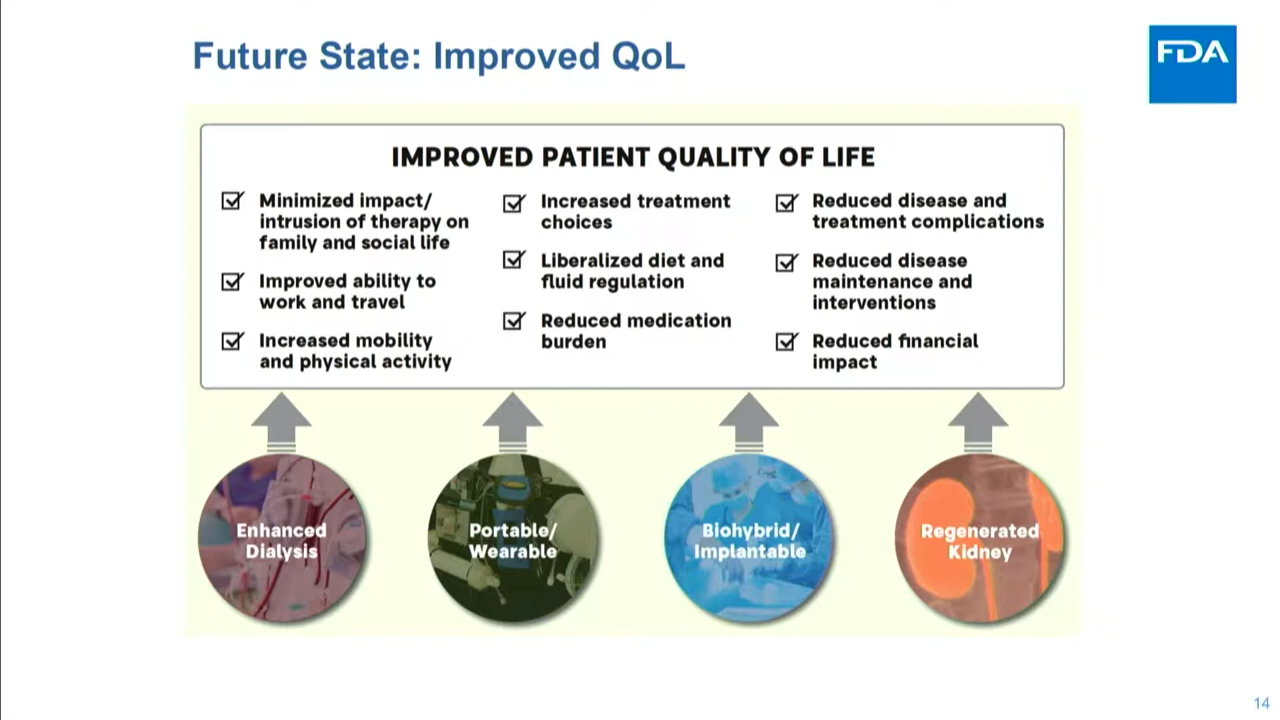 Future State: Improved QoL
FDA
IMPROVED PATIENT QUALITY OF LIFE
Minimized impact/
intrusion of therapy on
family and social life
Improved ability to
work and travel
Increased mobility
and physical activity
Increased treatment
choices
Liberalized diet and
fluid regulation
Reduced medication
burden
Reduced disease and
treatment complications
Reduced disease
maintenance and
interventions
Reduced financial
impact
Enhanced
Dialysis
Portable/
Wearable
Biohybrid/
Implantable
Regenerated
Kidney
14